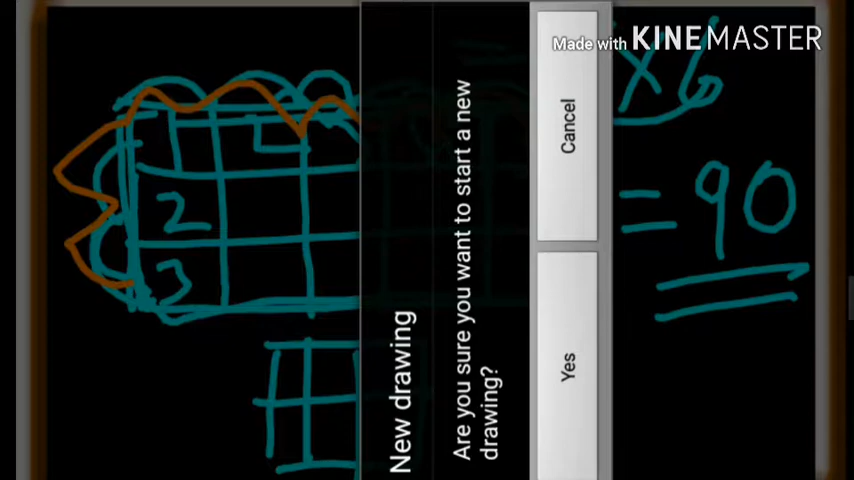 Made with KINEMASTER
×6
= 90
2
3
New drawing
Are you sure you want to start a new
drawing?
Cancel
Yes